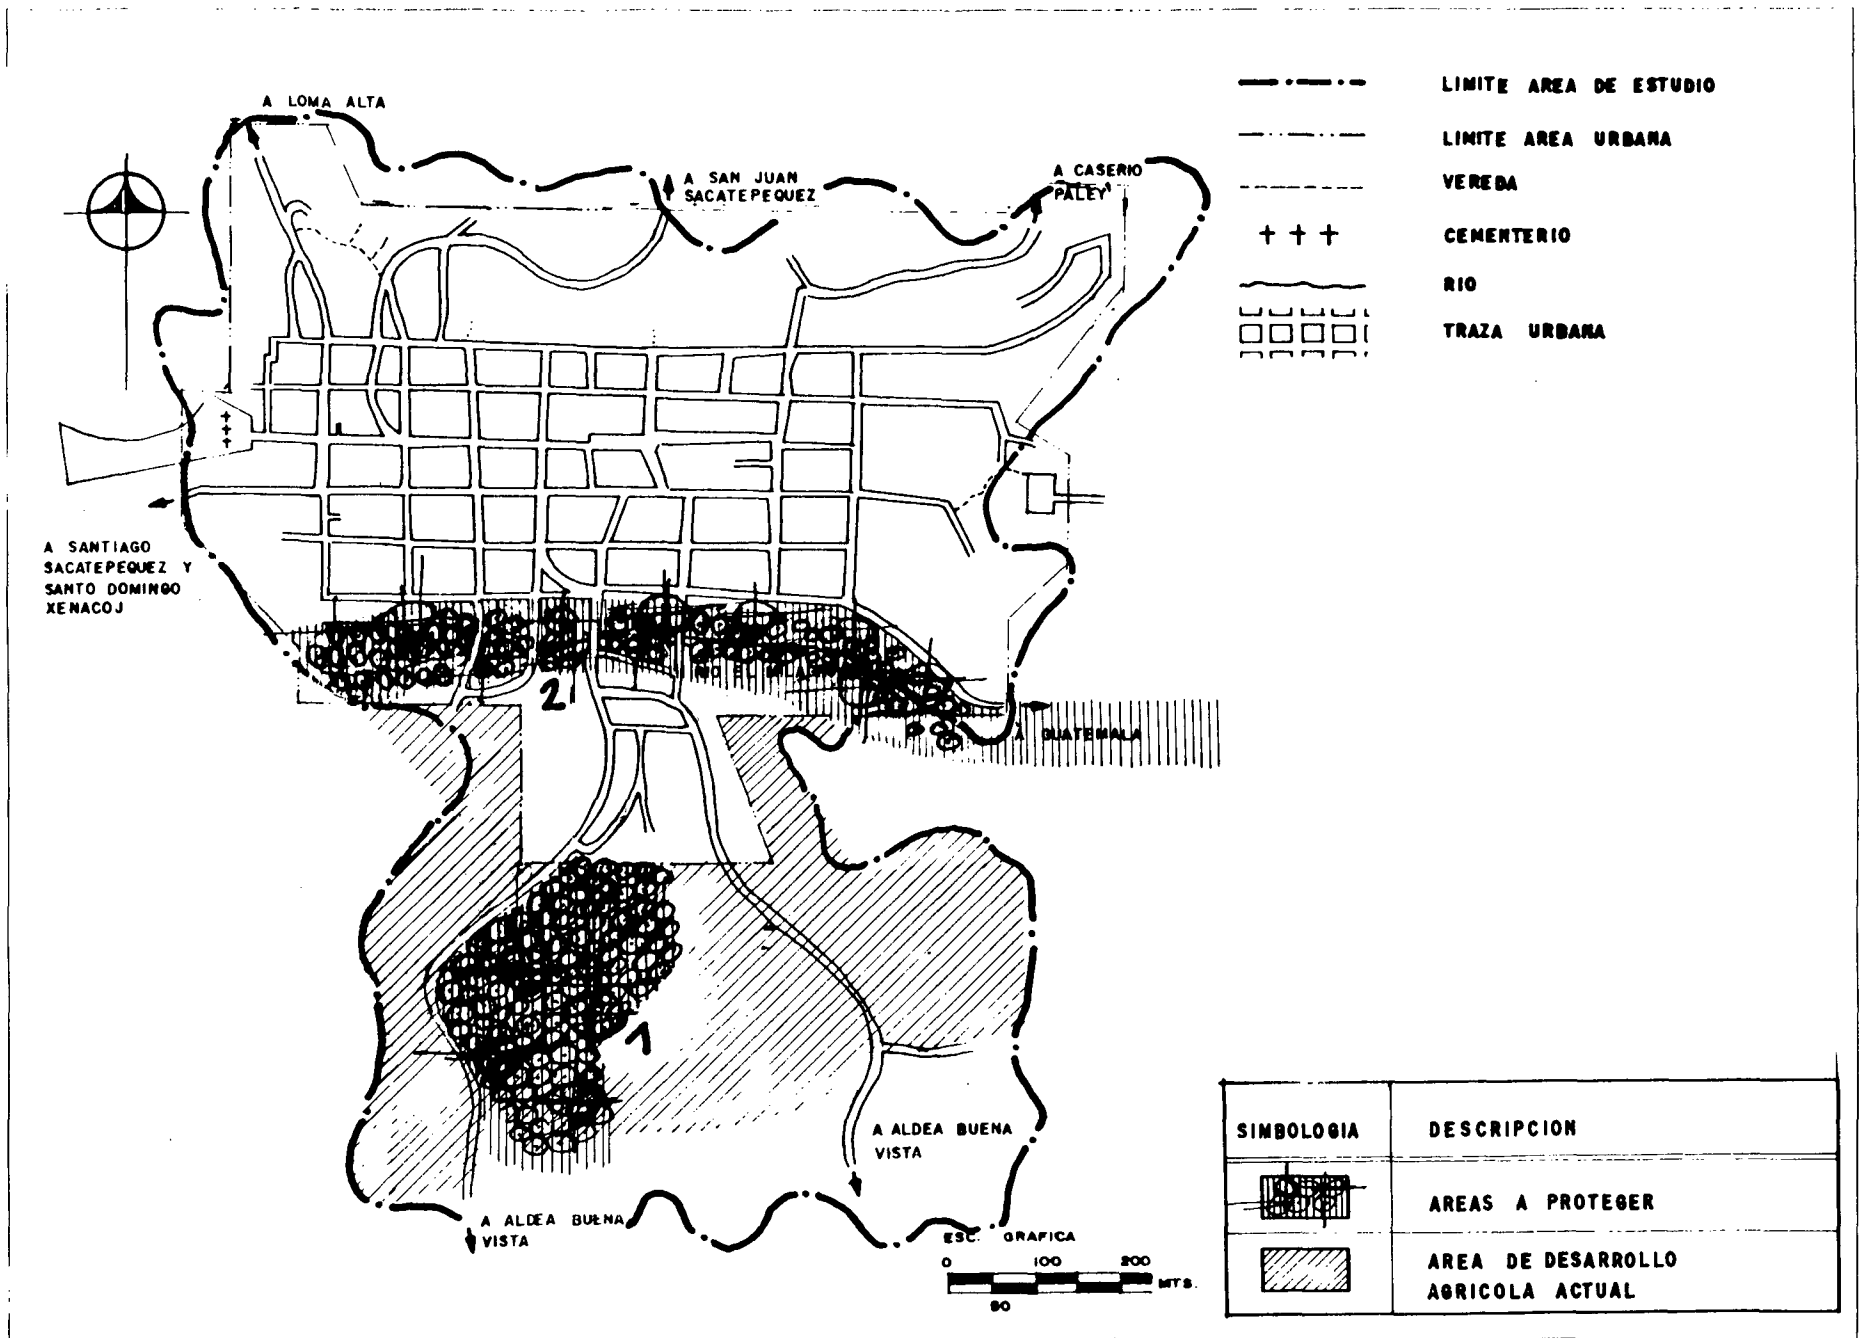 A LOMA ALTA
A SAN JUAN
SACATEPEQUEZ
A CASERIO
PALEY
LIMITE AREA DE ESTUDIO
LIMITE AREA URBANA
VEREDA
CEMENTERIO
RIO
TRAZA URBANA
A SANTIAGO
SACATEPEQUEZ Y
SANTO DOMINGO
XENACOJ
2
A GUATEMALA
1
A ALDEA BUENA
VISTA
A ALDEA BUENA
VISTA
ESC. GRAFICA
0 100 200
MTS.
50
SIMBOLOGIA
DESCRIPCION
AREAS A PROTEGER
AREA DE DESARROLLO
AGRICOLA ACTUAL